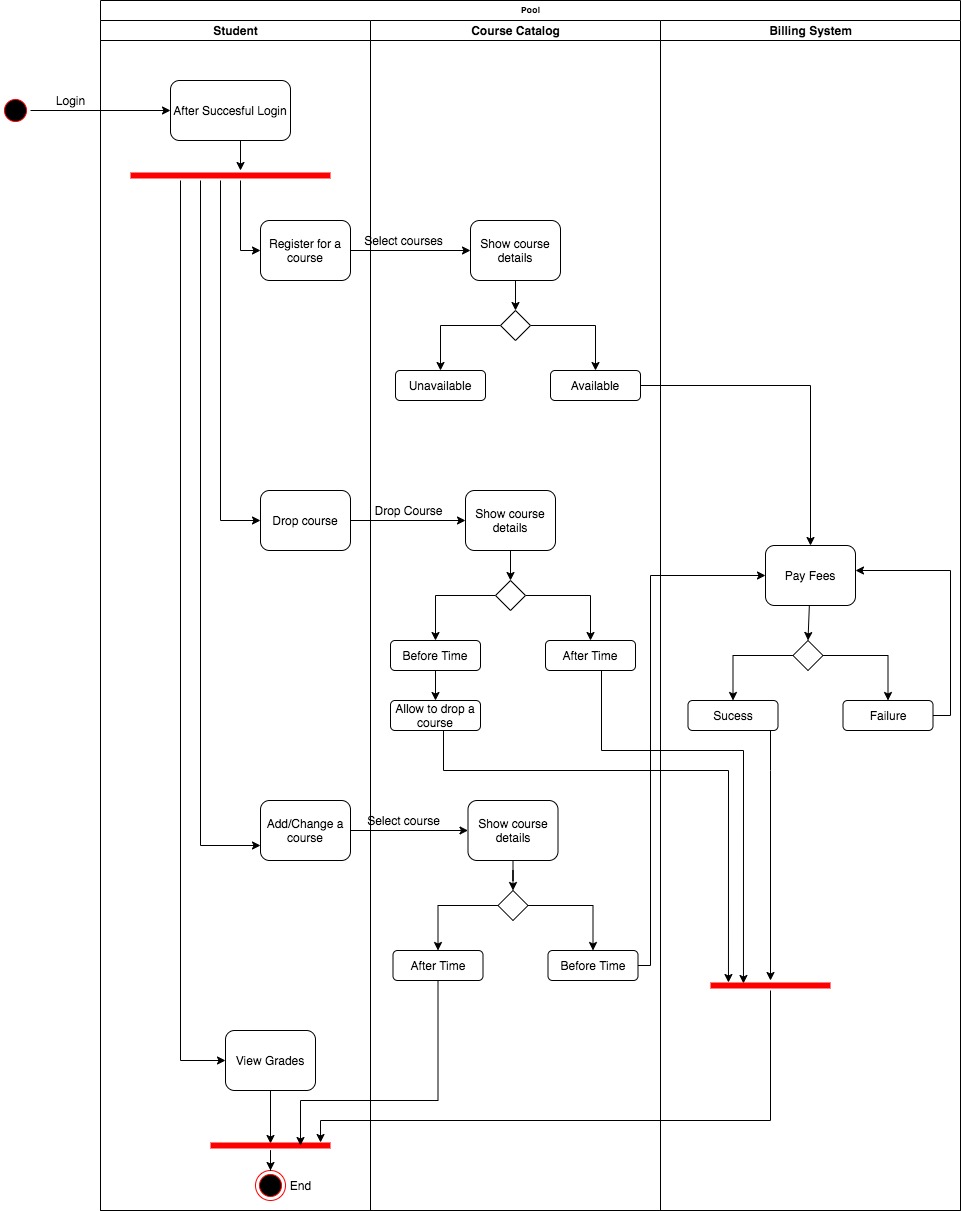 Pool
Student
Course Catalog
Billing System
Login
After Succesful Login
Register for a
course
Select courses
Show course
details
Unavailable
Available
Drop course
Drop Course
Show course
details
Pay Fees
Before Time
After Time
Allow to drop a
course
Sucess
Failure
Add/Change a
course
Select course
Show course
details
After Time
Before Time
View Grades
End